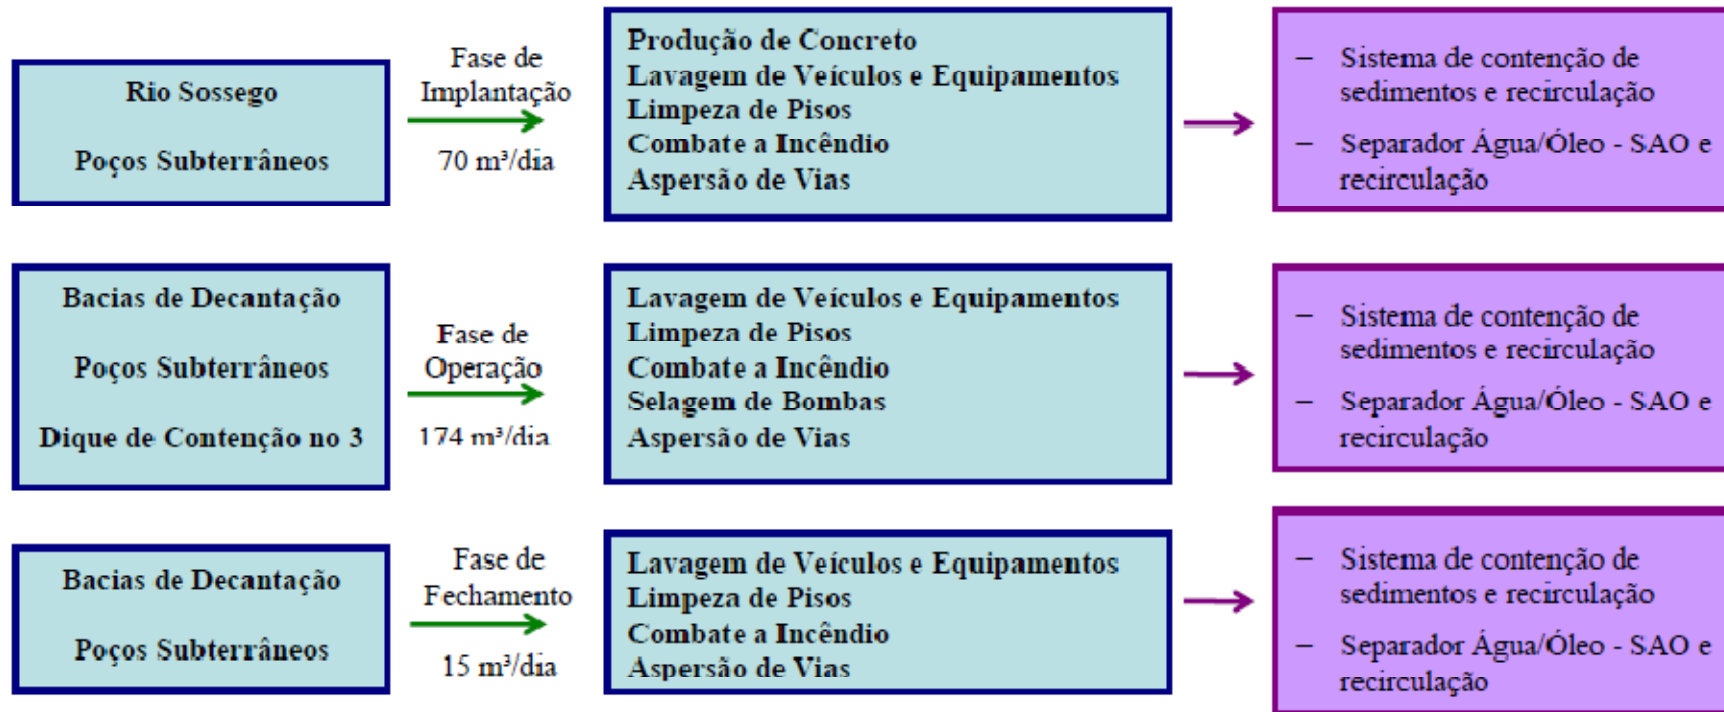 Rio Sossego
Poços Subterrâneos
Fase de
Implantação
70 m³/dia
Produção de Concreto
Lavagem de Veículos e Equipamentos
Limpeza de Pisos
Combate a Incêndio
Aspersão de Vias
– Sistema de contenção de
sedimentos e recirculação
– Separador Água/Óleo - SAO e
recirculação
Bacias de Decantação
Poços Subterrâneos
Dique de Contenção no 3
Fase de
Operação
174 m³/dia
Lavagem de Veículos e Equipamentos
Limpeza de Pisos
Combate a Incêndio
Selagem de Bombas
Aspersão de Vias
– Sistema de contenção de
sedimentos e recirculação
– Separador Água/Óleo - SAO e
recirculação
Bacias de Decantação
Poços Subterrâneos
Fase de
Fechamento
15 m³/dia
Lavagem de Veículos e Equipamentos
Limpeza de Pisos
Combate a Incêndio
Aspersão de Vias
– Sistema de contenção de
sedimentos e recirculação
– Separador Água/Óleo - SAO e
recirculação